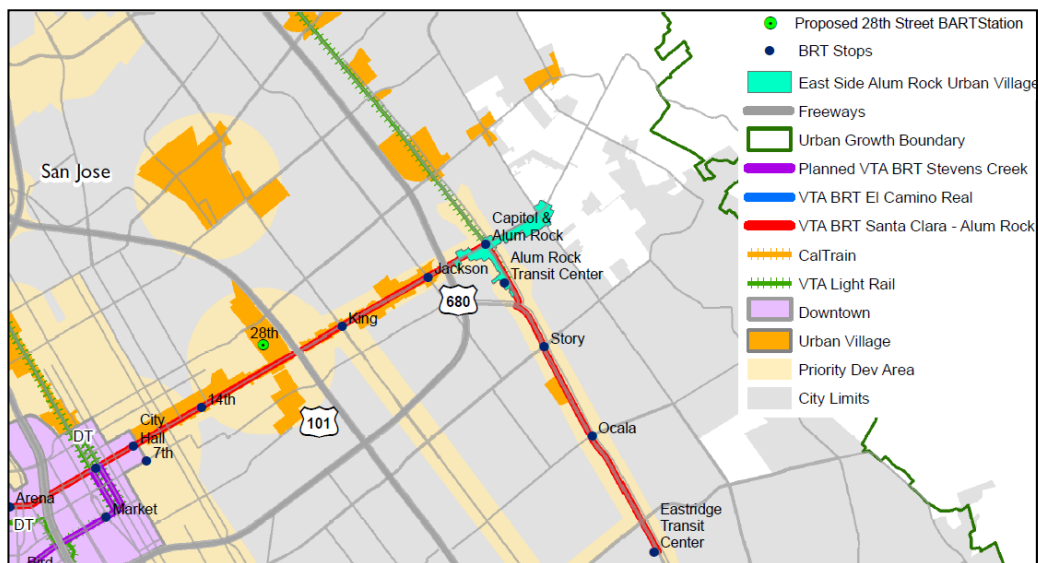 Proposed 28th Street BARTStation
BRT Stops
East Side Alum Rock Urban Village
Freeways
Urban Growth Boundary
Planned VTA BRT Stevens Creek
VTA BRT El Camino Real
VTA BRT Santa Clara - Alum Rock
CalTrain
VTA Light Rail
Downtown
Urban Village
Priority Dev Area
City Limits
San Jose
Capitol &
Alum Rock
Alum Rock
Transit Center
Jackson
680
King
28th
Story
14th
101
City
Hall
DT
7th
Ocala
Arena
Market
DT
Eastridge
Transit
Center
Bird